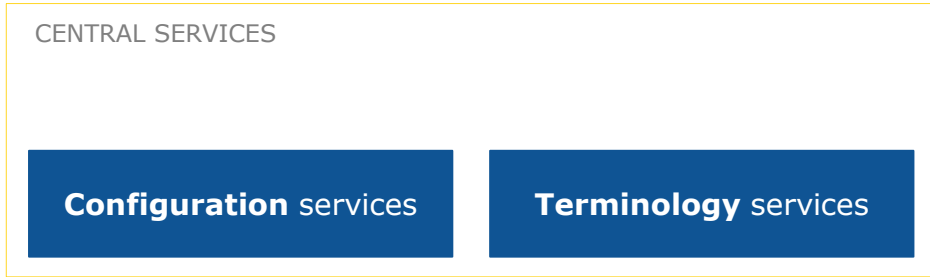 CENTRAL SERVICES
Configuration services
Terminology services